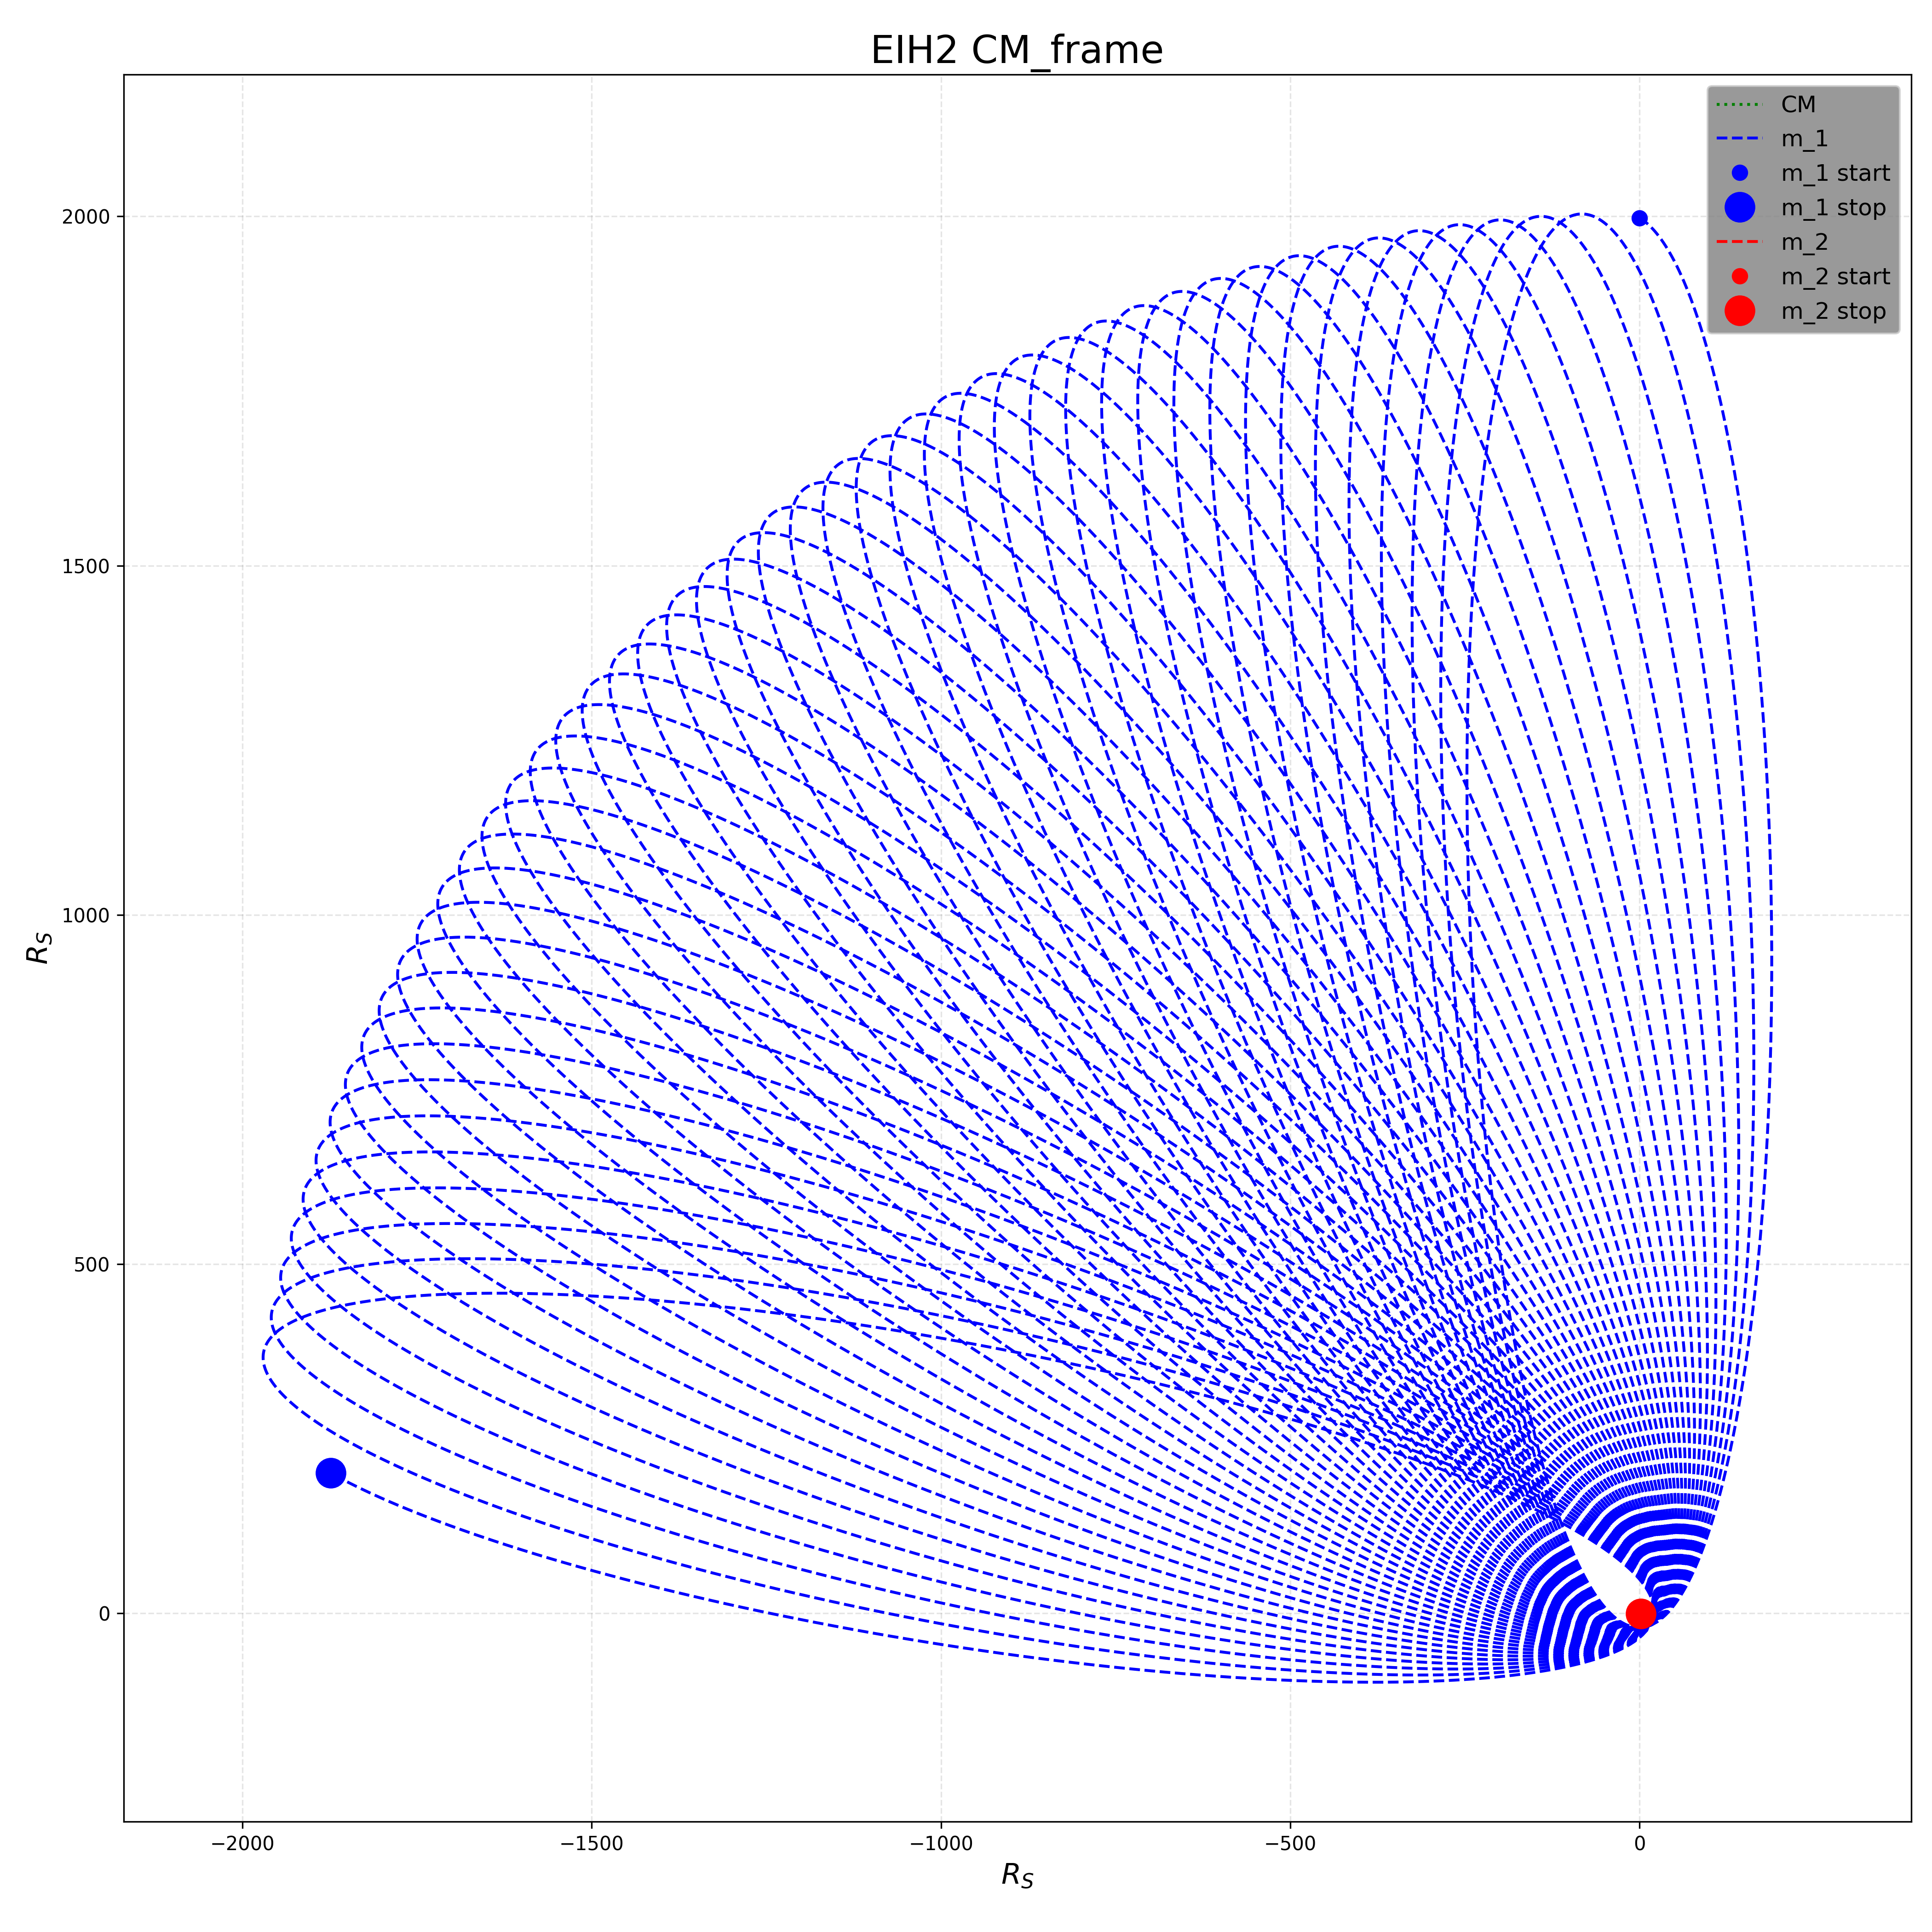 EIH2 CM_frame
CM
m_1
m_1 start
m_1 stop
m_2
m_2 start
m_2 stop
2000
1500
1000
500
0
R_S
−2000
−1500
−1000
−500
0
R_S